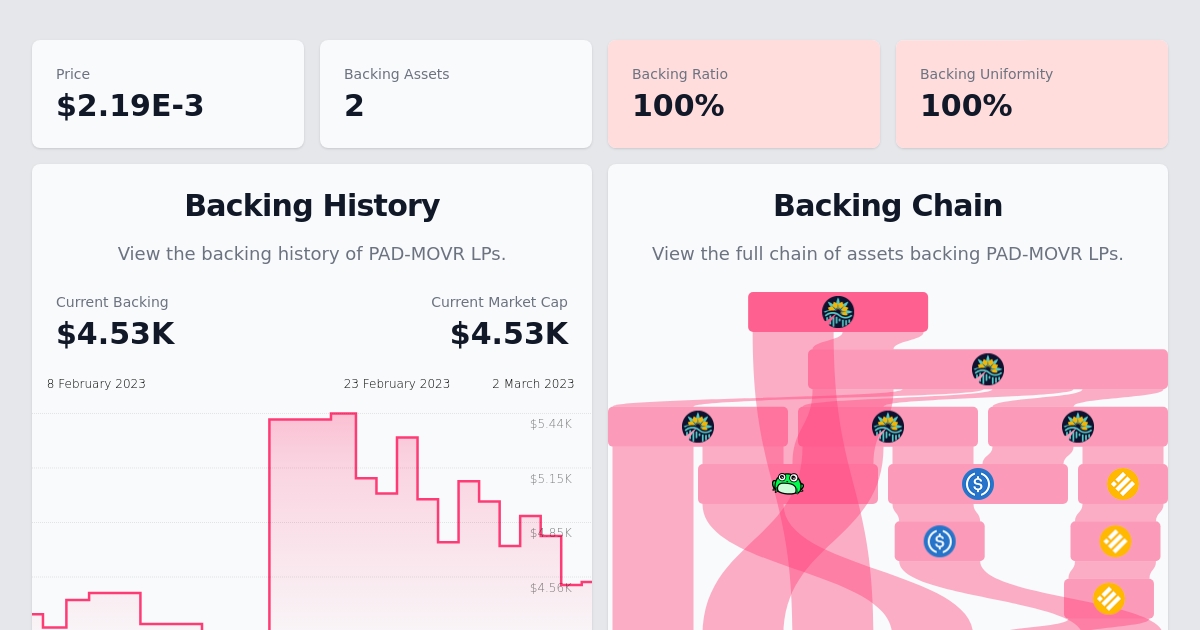 Price
$2.19E-3
Backing Assets
2
Backing Ratio
100%
Backing Uniformity
100%
Backing History
View the backing history of PAD-MOVR LPs.
Current Backing
$4.53K
Current Market Cap
$4.53K
8 February 2023
23 February 2023
2 March 2023
$5.44K
$5.15K
$4.85K
$4.56K
Backing Chain
View the full chain of assets backing PAD-MOVR LPs.